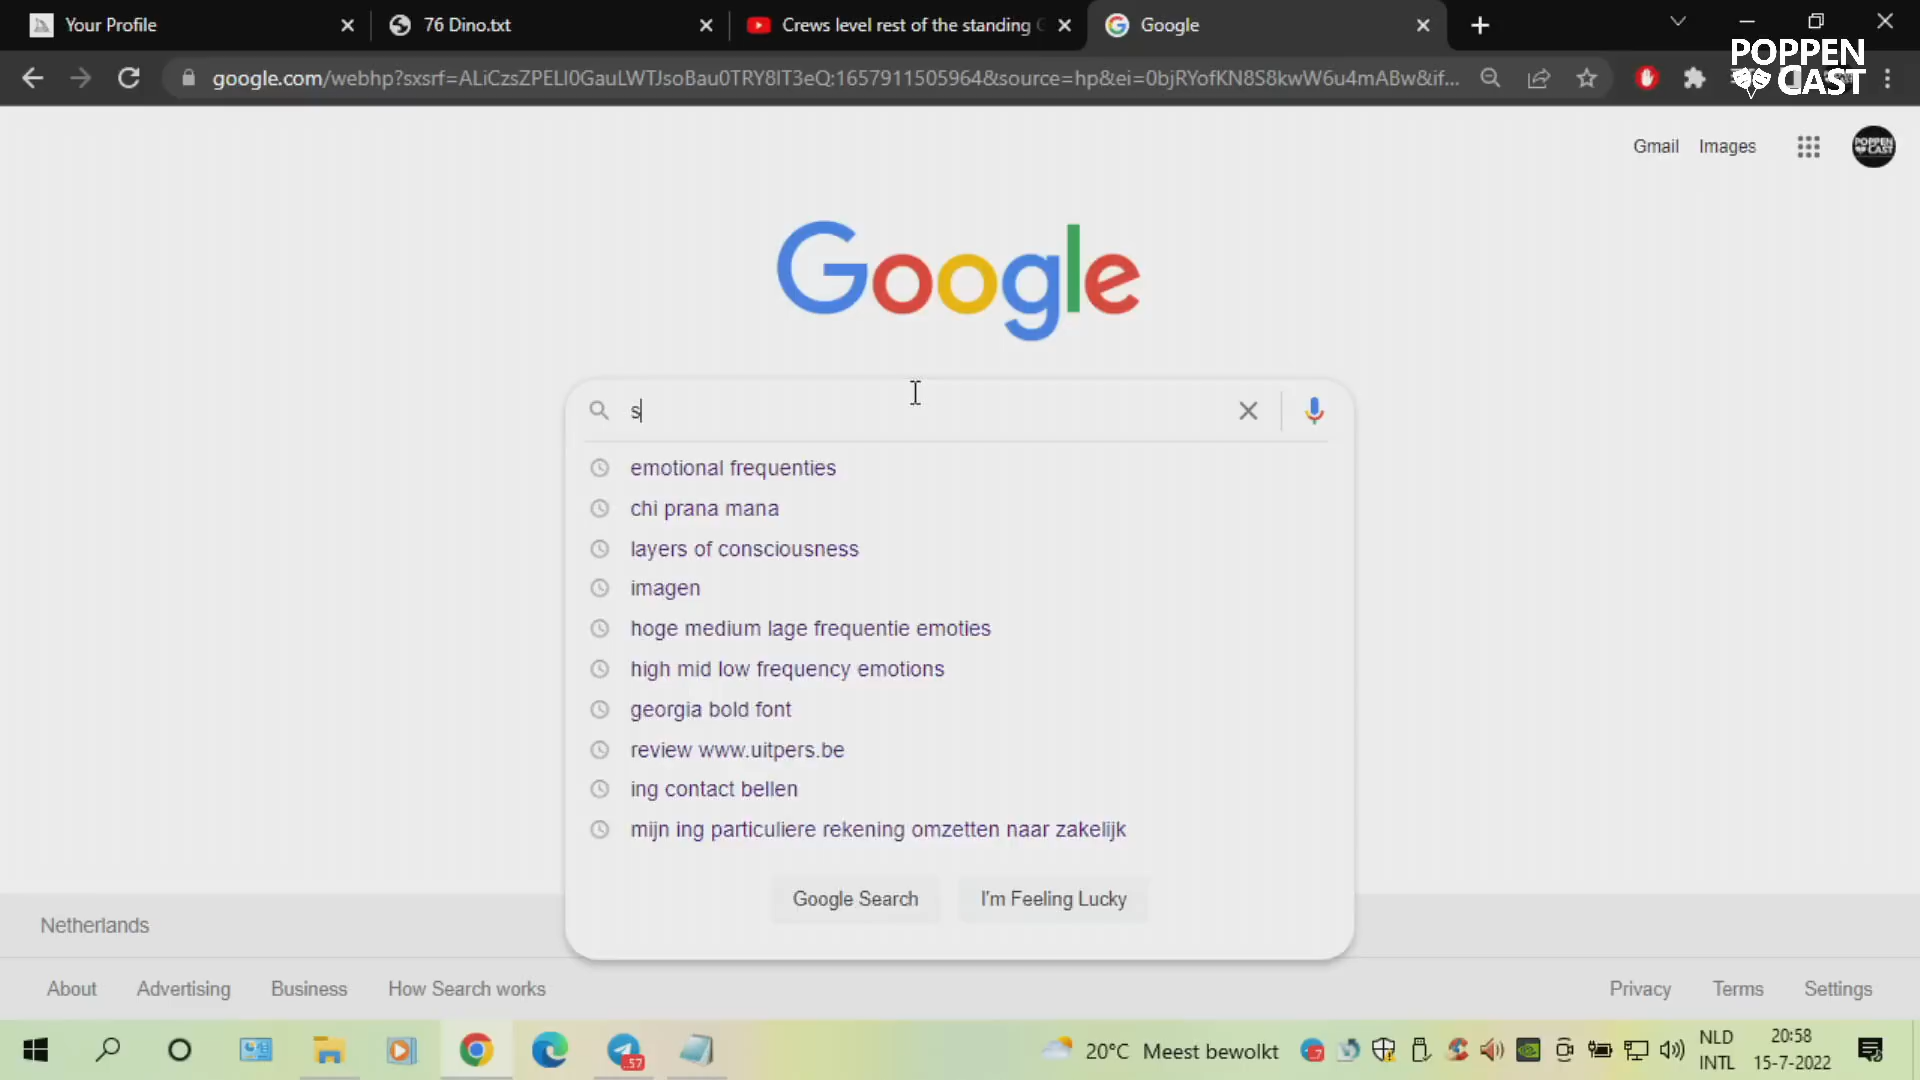 Your Profile
76 Dino.txt
Crews level rest of the standing
Google
POPPEN
CAST
google.com/webhp?sxsrf=ALiCzsZPELI0GauLWTJsoBau0TRY8IT3eQ:1657911505964&source=hp&ei=0bjRYofKN8S8kwW6u4mABw&if...
Gmail Images
POPPEN
CAST
Google
s
emotional frequenties
chi prana mana
layers of consciousness
imagen
hoge medium lage frequentie emoties
high mid low frequency emotions
georgia bold font
review www.uitpers.be
ing contact bellen
mijn ing particuliere rekening omzetten naar zakelijk
Google Search I'm Feeling Lucky
Netherlands
About Advertising Business How Search works Privacy Terms Settings
57
20°C Meest bewolkt
7
NLD
INTL
20:58
15-7-2022